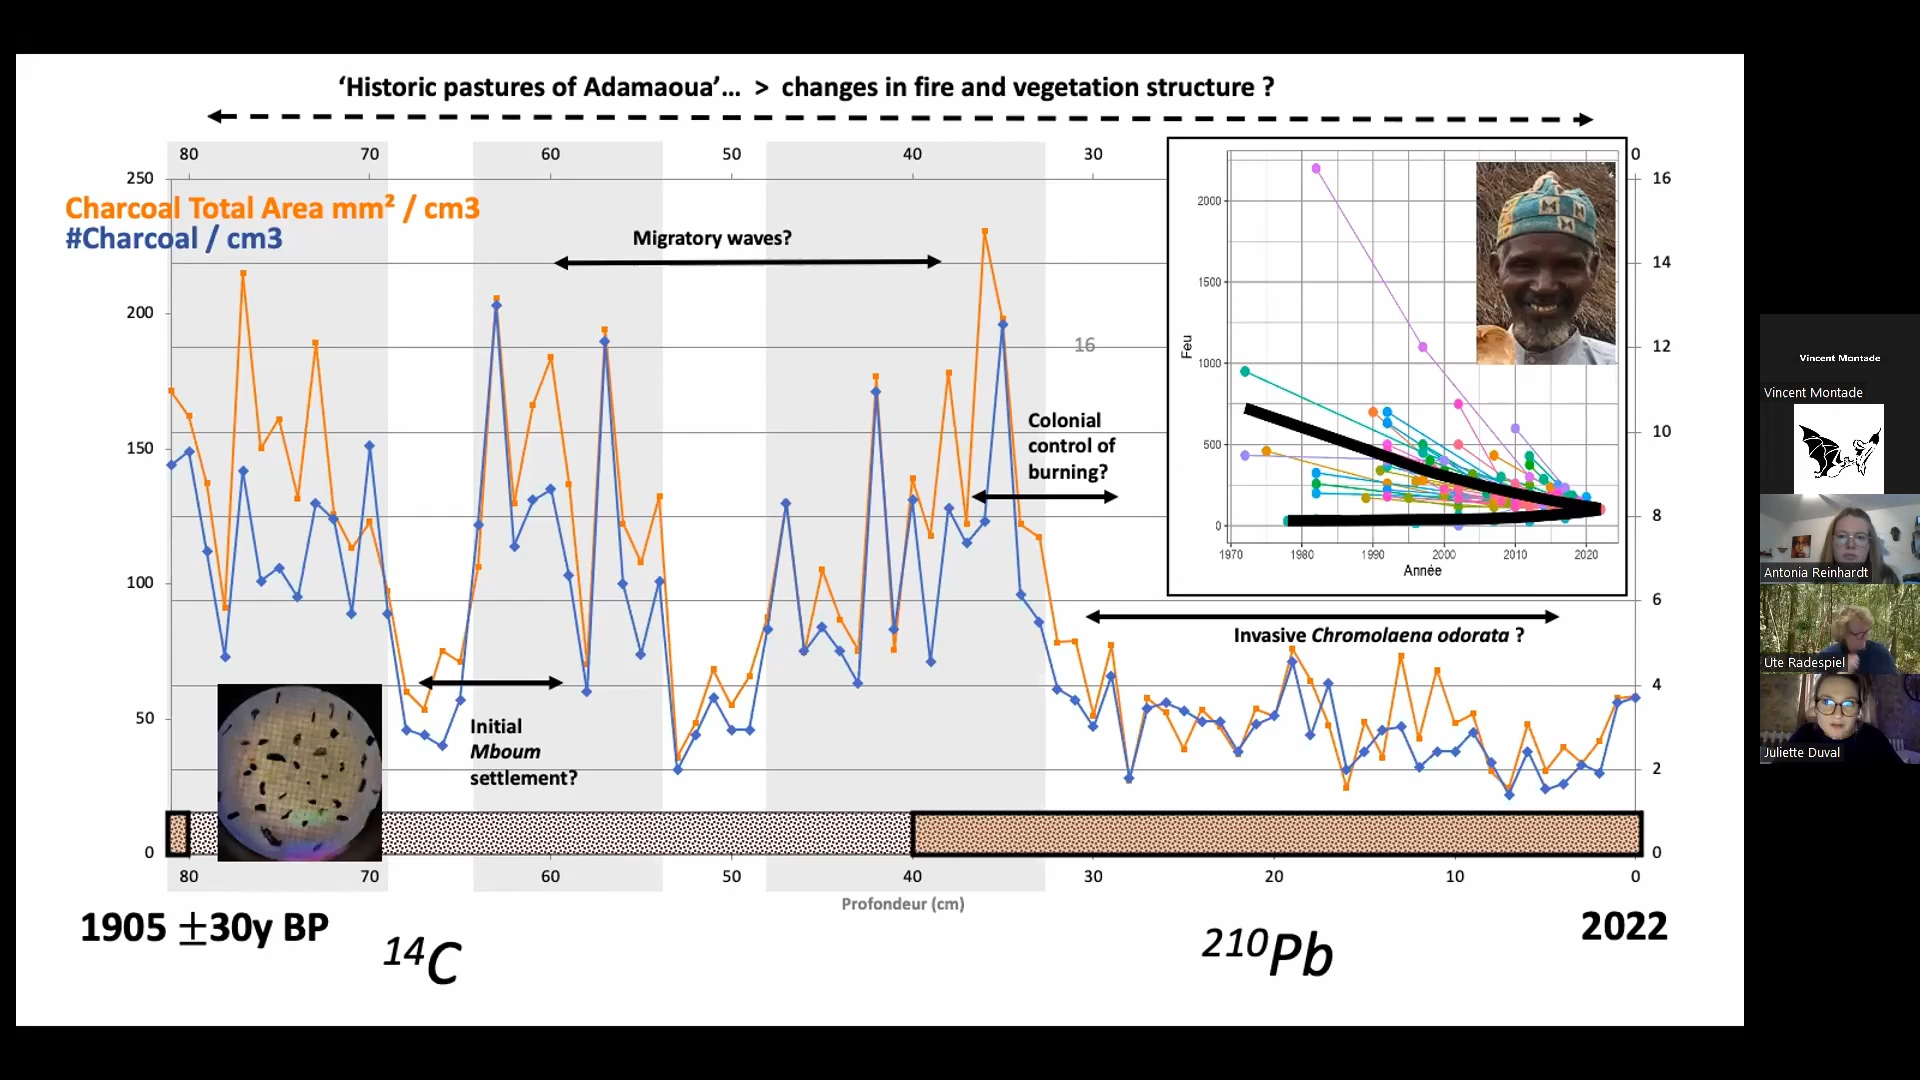 ‘Historic pastures of Adamaoua’... > changes in fire and vegetation structure ?
80 70 60 50 40 30 0
250 16
Charcoal Total Area mm² / cm3
#Charcoal / cm3
Migratory waves?
14
200
16 12
150
Colonial
control of
burning?
10
8
100
6
50
4
2
0 0
Feu
2000
1500
1000
500
0
1970 1980 1990 2000 2010 2020
Année
Invasive Chromolaena odorata ?
Initial
Mboum
settlement?
80 70 60 50 40 30 20 10 0
Profondeur (cm)
1905 ±30y BP
14C
210Pb
2022
Vincent Montade
Vincent Montade
Antonia Reinhardt
Ute Radespiel
Juliette Duval